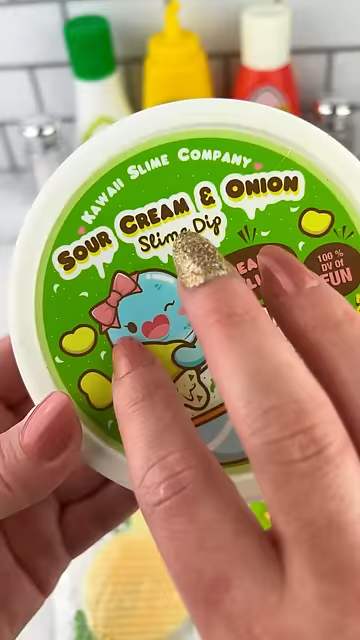 KAWAII SLIME COMPANY
SOUR CREAM & ONION
Slime Dip
100%
DV OF
FUN